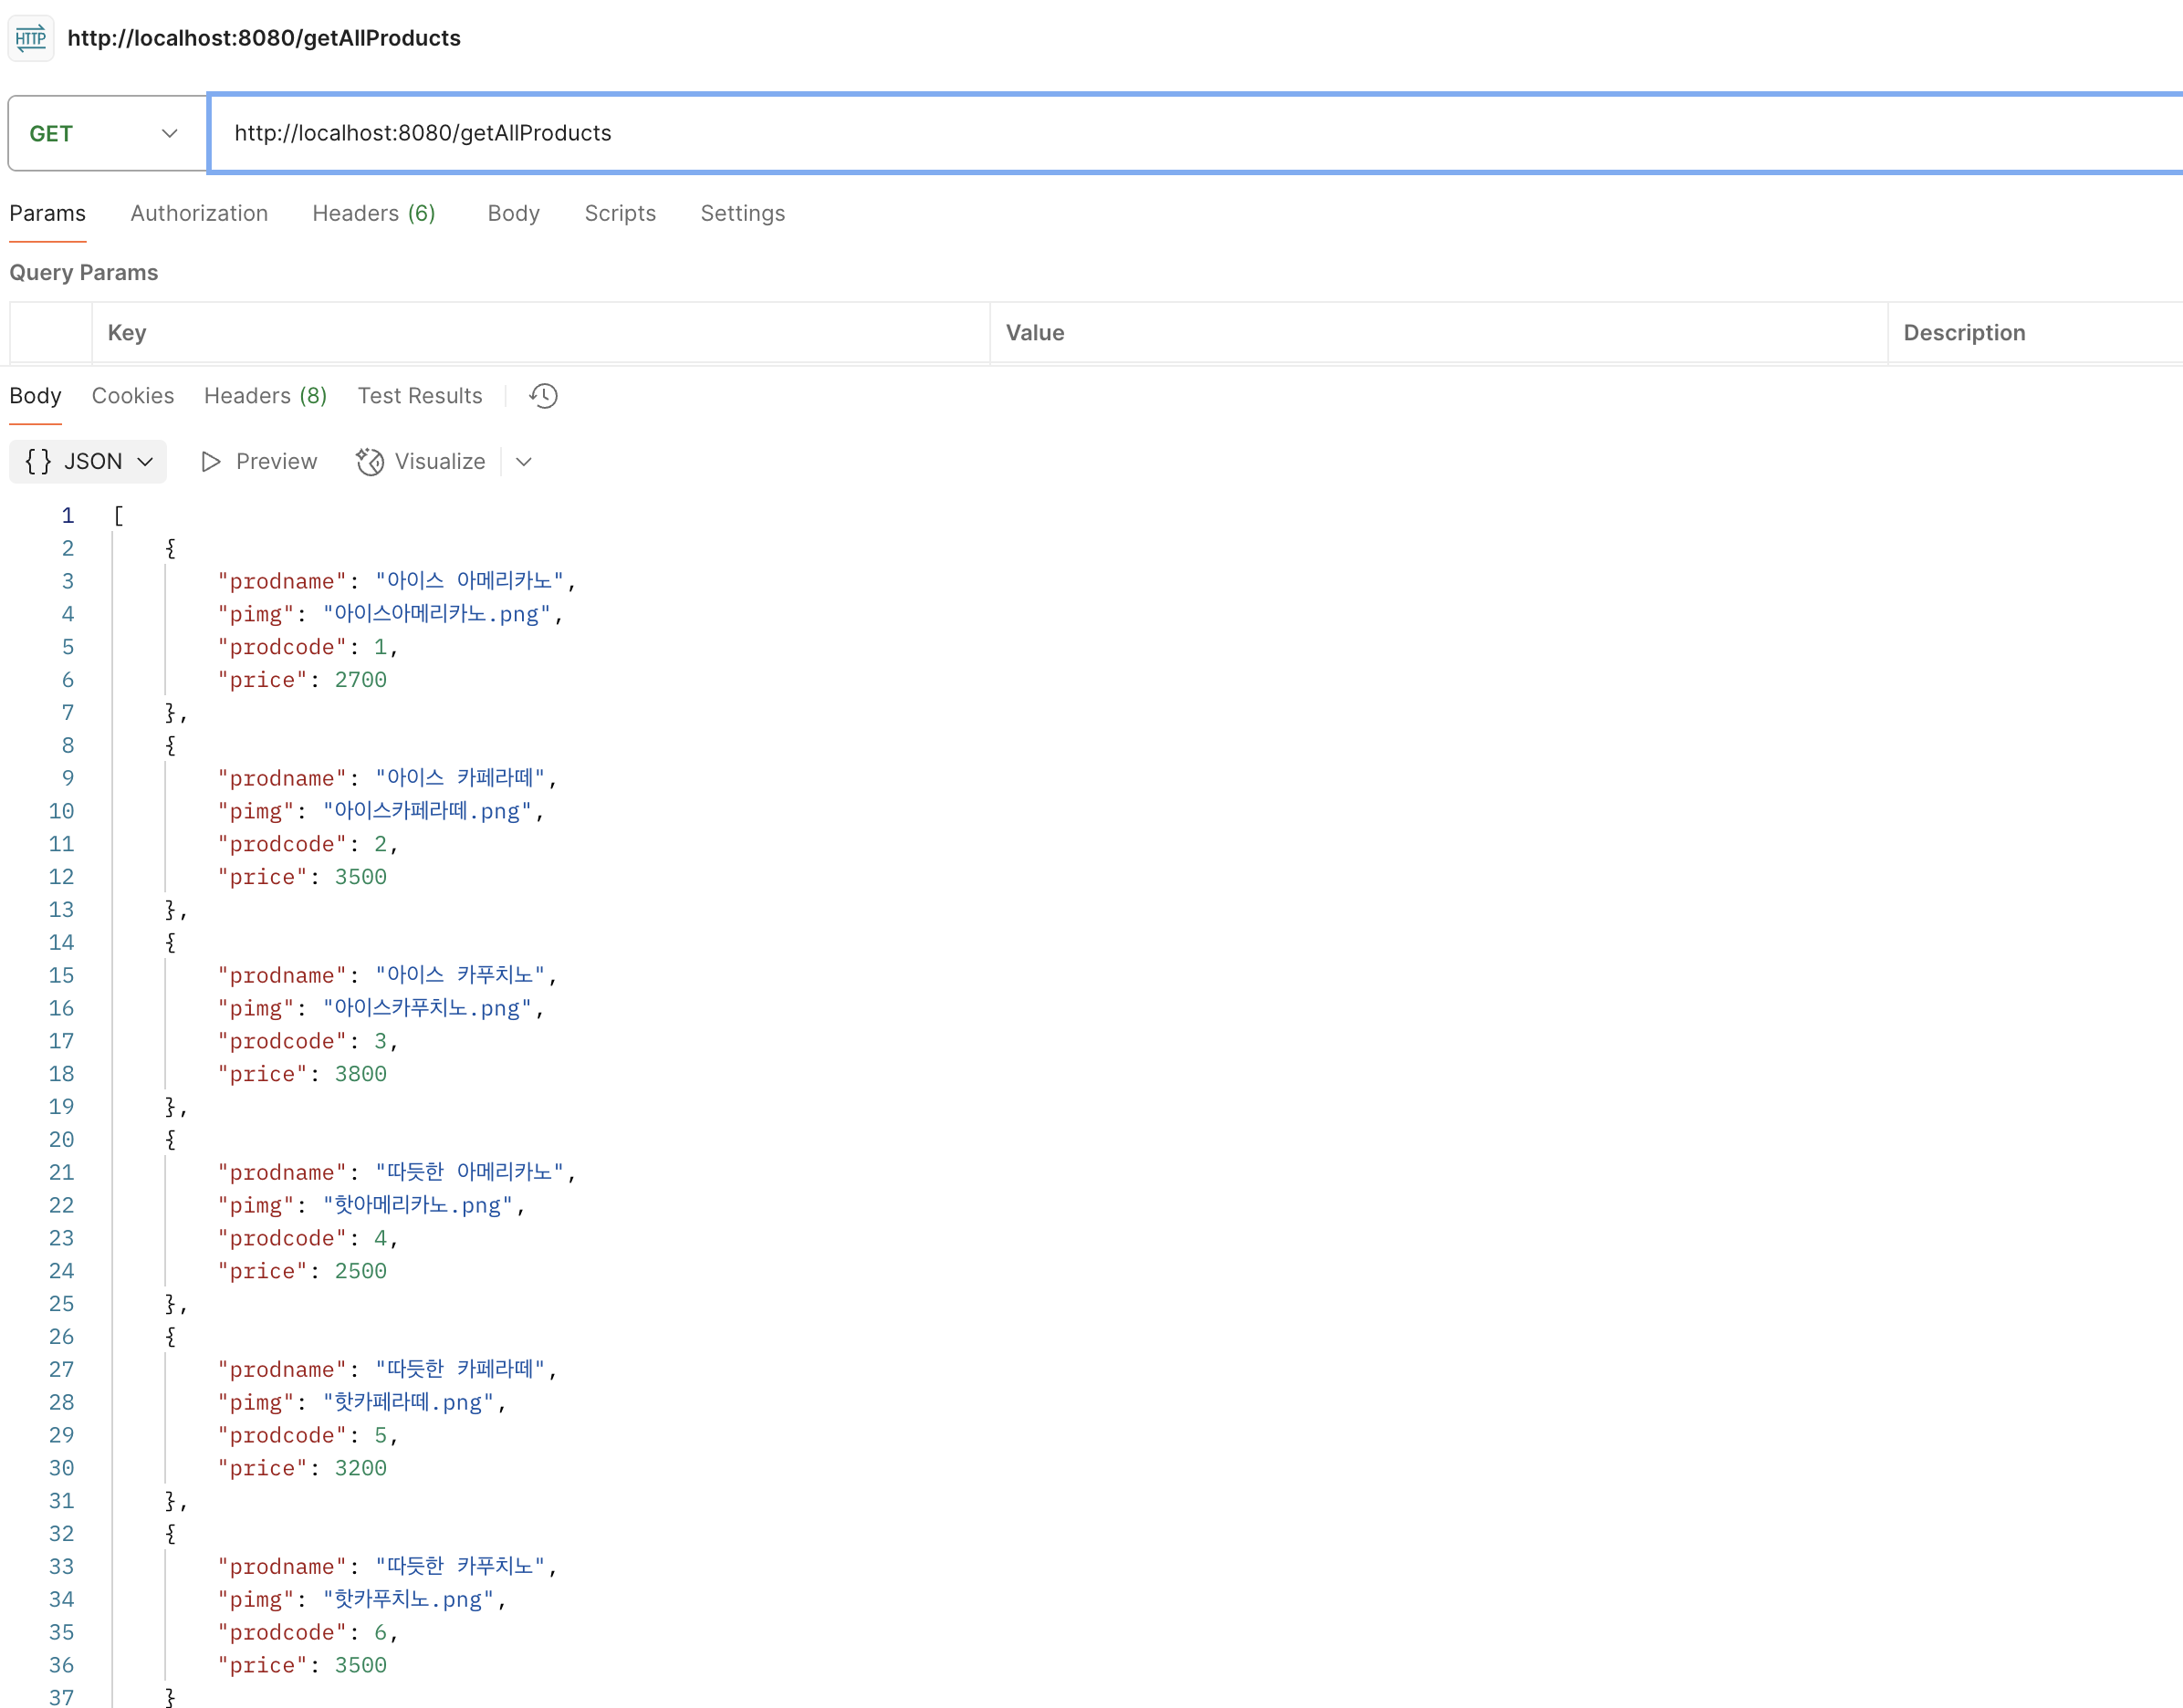 HTTP http://localhost:8080/getAllProducts
GET http://localhost:8080/getAllProducts
Params Authorization Headers (6) Body Scripts Settings
Query Params
Key Value Description
Body Cookies Headers (8) Test Results
{} JSON Preview Visualize
1 [
2 {
3 "prodname": "아이스 아메리카노",
4 "pimg": "아이스아메리카노.png",
5 "prodcode": 1,
6 "price": 2700
7 },
8 {
9 "prodname": "아이스 카페라떼",
10 "pimg": "아이스카페라떼.png",
11 "prodcode": 2,
12 "price": 3500
13 },
14 {
15 "prodname": "아이스 카푸치노",
16 "pimg": "아이스카푸치노.png",
17 "prodcode": 3,
18 "price": 3800
19 },
20 {
21 "prodname": "따듯한 아메리카노",
22 "pimg": "핫아메리카노.png",
23 "prodcode": 4,
24 "price": 2500
25 },
26 {
27 "prodname": "따듯한 카페라떼",
28 "pimg": "핫카페라떼.png",
29 "prodcode": 5,
30 "price": 3200
31 },
32 {
33 "prodname": "따듯한 카푸치노",
34 "pimg": "핫카푸치노.png",
35 "prodcode": 6,
36 "price": 3500
37 }